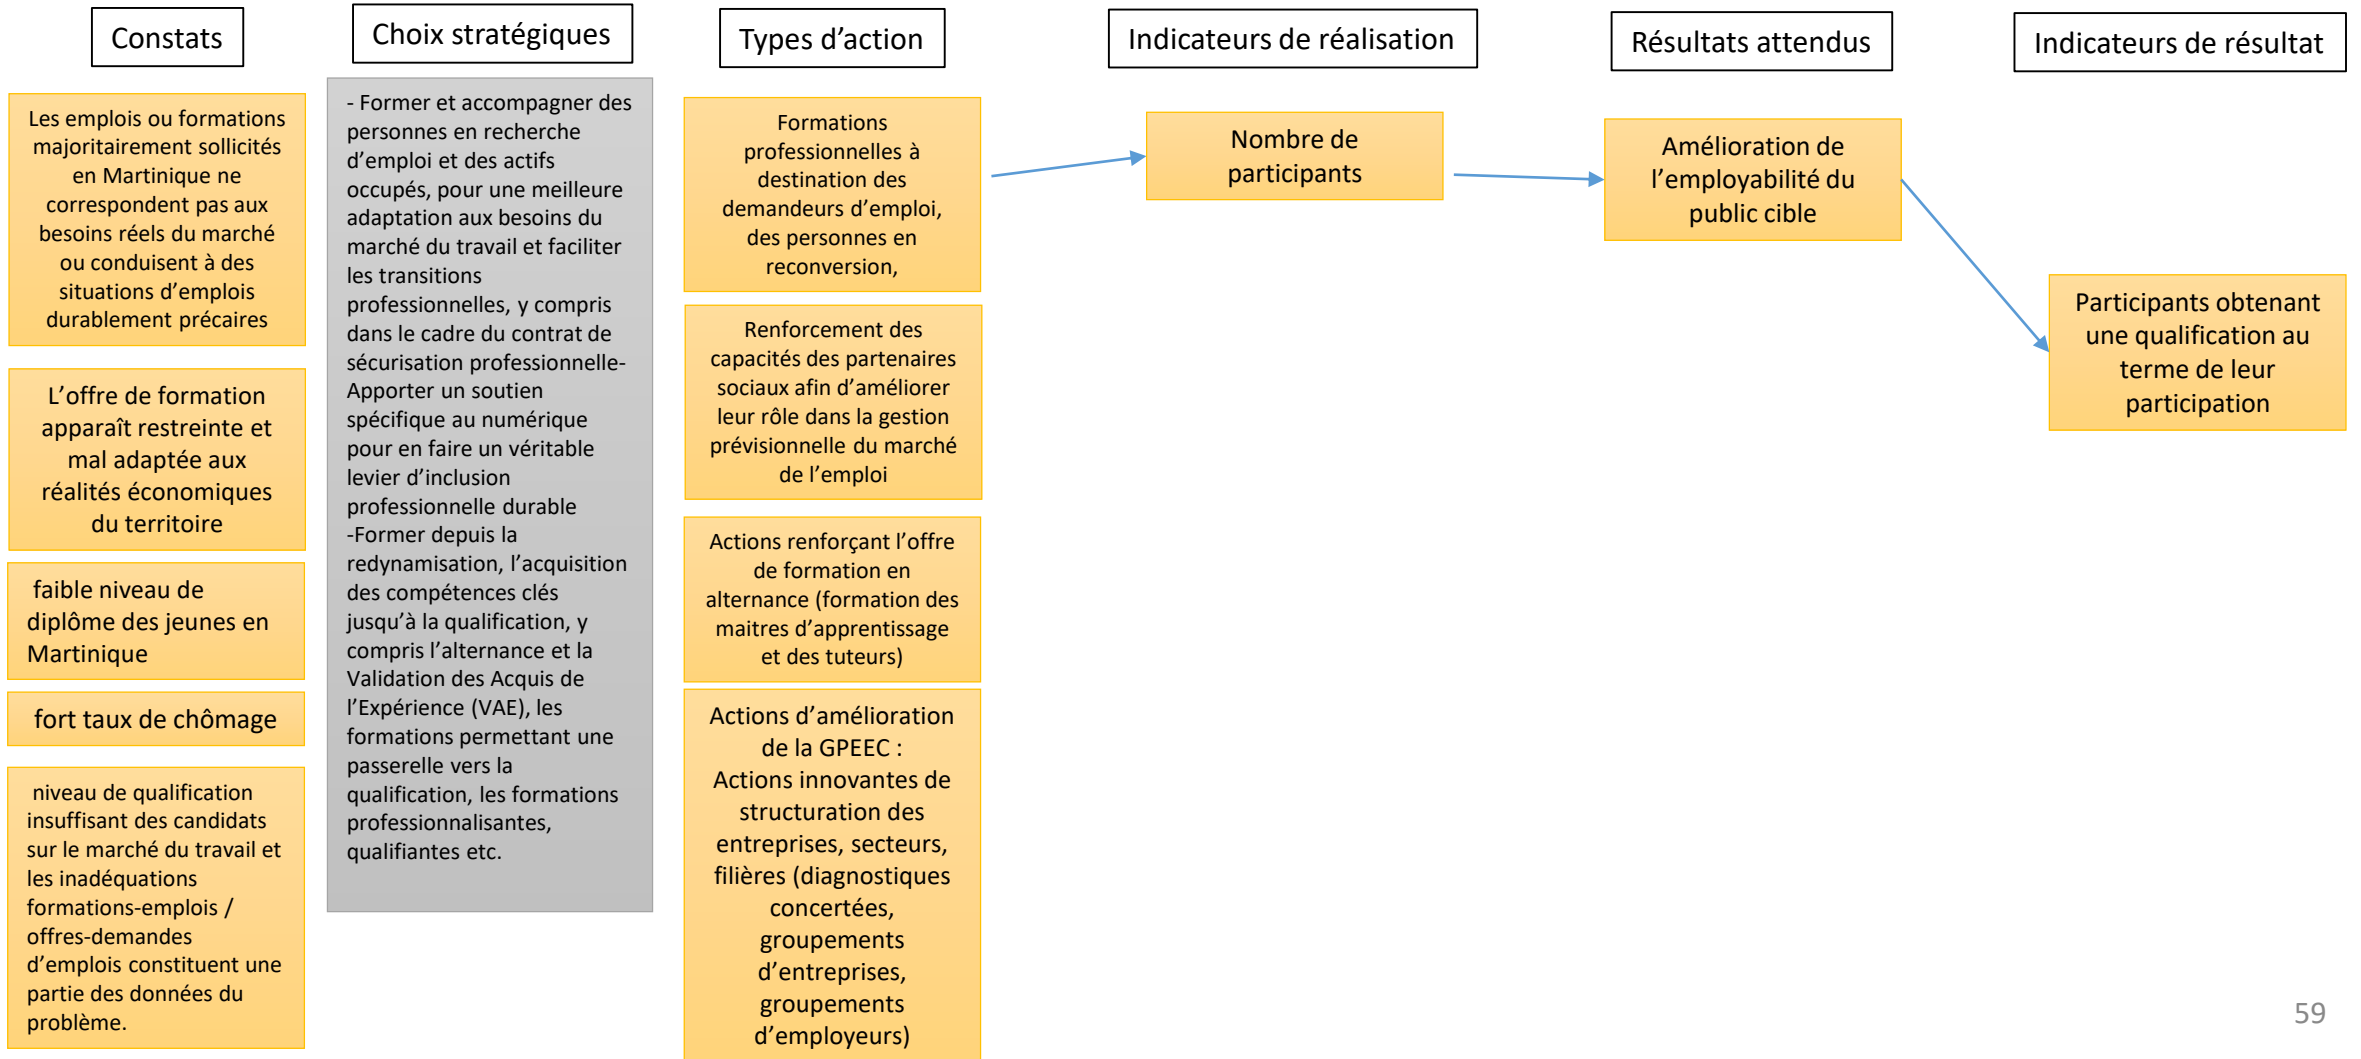 Constats
Choix stratégiques
Types d’action
Indicateurs de réalisation
Résultats attendus
Indicateurs de résultat
Les emplois ou formations
majoritairement sollicités
en Martinique ne
correspondent pas aux
besoins réels du marché
ou conduisent à des
situations d’emplois
durablement précaires
L’offre de formation
apparaît restreinte et
mal adaptée aux
réalités économiques
du territoire
faible niveau de
diplôme des jeunes en
Martinique
fort taux de chômage
niveau de qualification
insuffisant des candidats
sur le marché du travail et
les inadéquations
formations-emplois /
offres-demandes
d’emplois constituent une
partie des données du
problème.
- Former et accompagner des
personnes en recherche
d’emploi et des actifs
occupés, pour une meilleure
adaptation aux besoins du
marché du travail et faciliter
les transitions
professionnelles, y compris
dans le cadre du contrat de
sécurisation professionnelle-
Apporter un soutien
spécifique au numérique
pour en faire un véritable
levier d’inclusion
professionnelle durable
-Former depuis la
redynamisation, l’acquisition
des compétences clés
jusqu’à la qualification, y
compris l’alternance et la
Validation des Acquis de
l’Expérience (VAE), les
formations permettant une
passerelle vers la
qualification, les formations
professionnalisantes,
qualifiantes etc.
Formations
professionnelles à
destination des
demandeurs d’emploi,
des personnes en
reconversion,
Renforcement des
capacités des partenaires
sociaux afin d’améliorer
leur rôle dans la gestion
prévisionnelle du marché
de l’emploi
Actions renforçant l’offre
de formation en
alternance (formation des
maitres d’apprentissage
et des tuteurs)
Actions d’amélioration
de la GPEEC :
Actions innovantes de
structuration des
entreprises, secteurs,
filières (diagnostiques
concertées,
groupements
d’entreprises,
groupements
d’employeurs)
Nombre de
participants
Amélioration de
l’employabilité du
public cible
Participants obtenant
une qualification au
terme de leur
participation
59